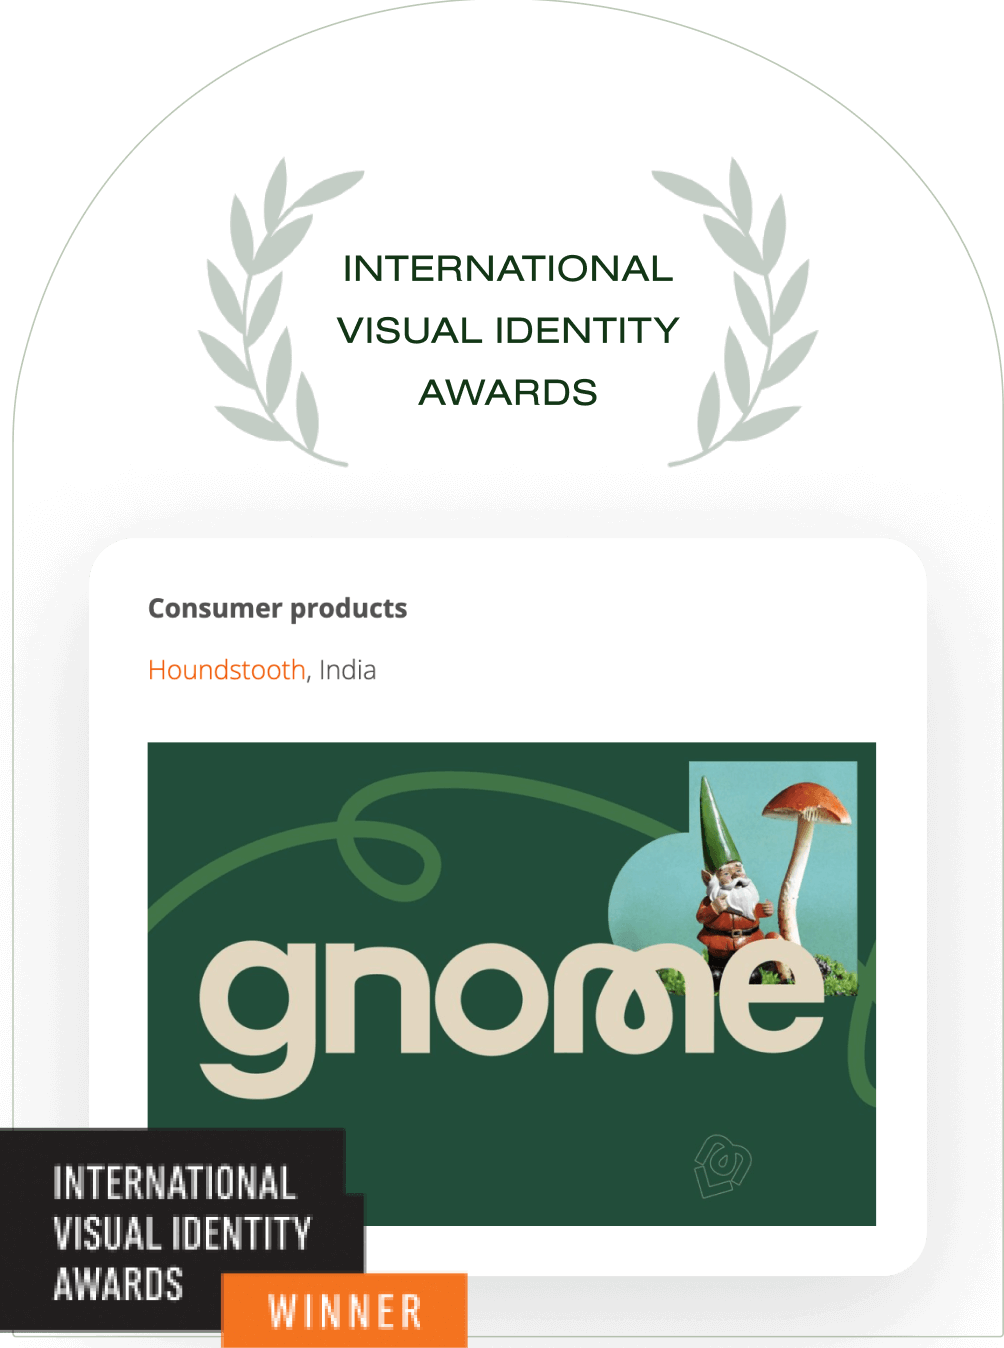 INTERNATIONAL
VISUAL IDENTITY
AWARDS
Consumer products
Houndstooth, India
gnome
INTERNATIONAL
VISUAL IDENTITY
AWARDS
WINNER